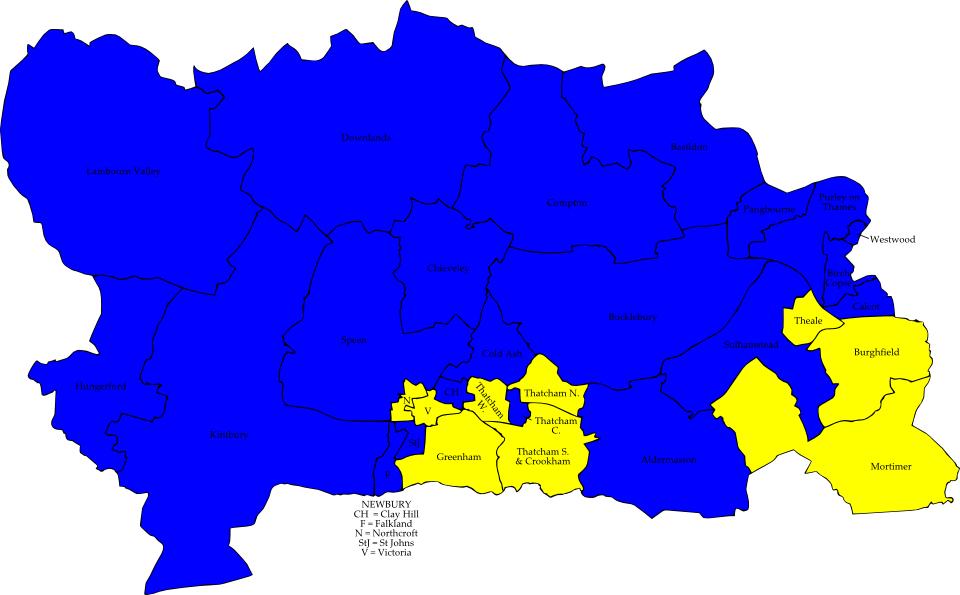 Downlands
Bastidon
Lambourn Valley
Compton
Pangbourne
Purley on
Thames
Westwood
Chieveley
Birch
Copse
Calcot
Bucklebury
Theale
Speen
Sulhamstead
Cold Ash
Burghfield
Hungerford
CH
Thatcham
W.
Thatcham N.
N
V
Thatcham
C.
Kintbury
StJ
Greenham
Thatcham S.
& Crookham
Aldermaston
Mortimer
F
NEWBURY
CH = Clay Hill
F = Falkland
N = Northcroft
StJ = St Johns
V = Victoria